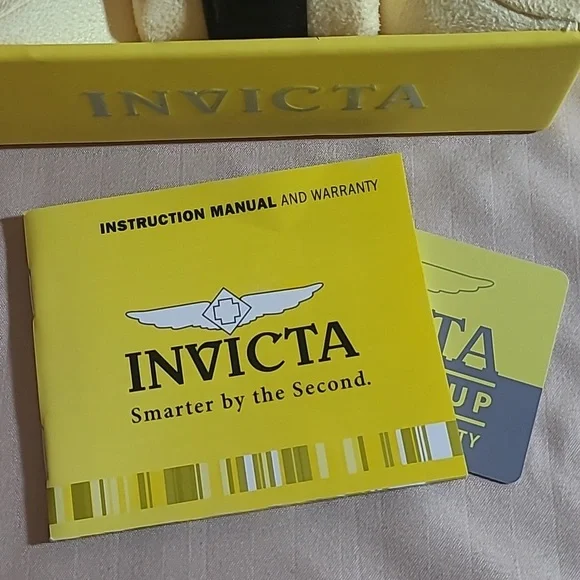 INVICTA
INSTRUCTION MANUAL AND WARRANTY
INVICTA
Smarter by the Second.
TA
UP
TY